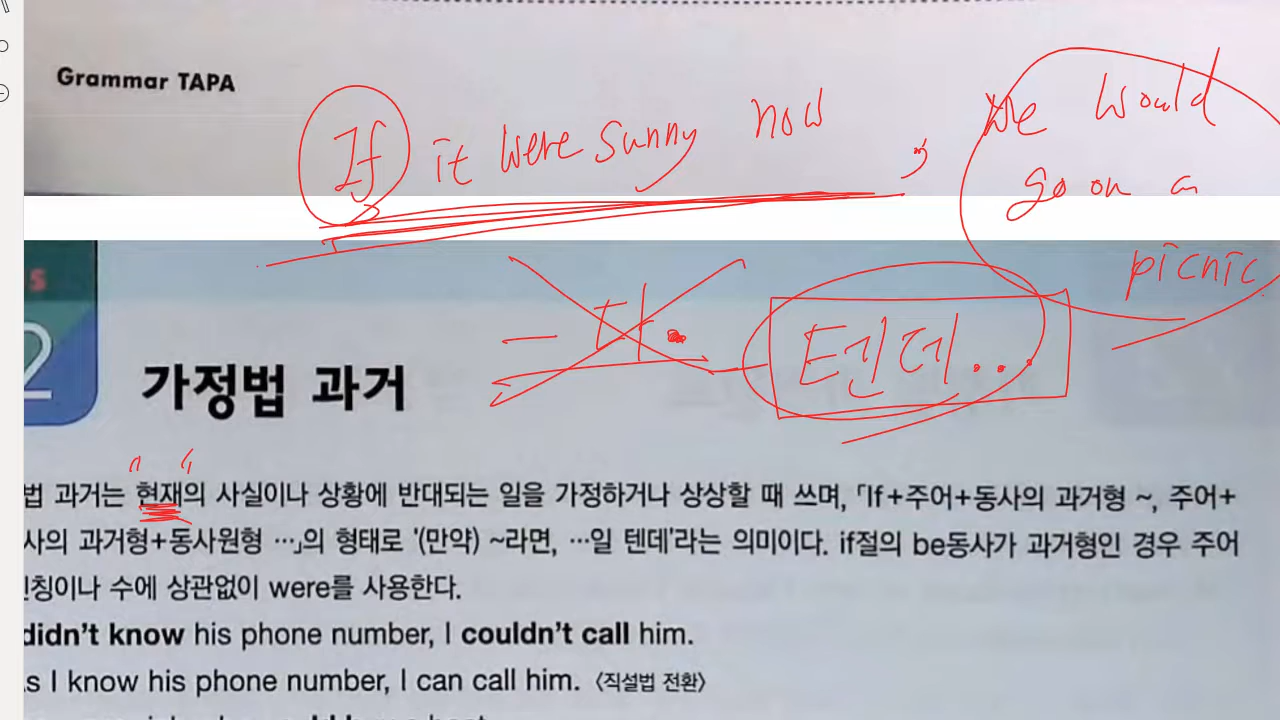 Grammar TAPA
If it were sunny now, we would
go on a
picnic.
5
2
- 다.
텐데...
가정법 과거
" "
법 과거는 현재의 사실이나 상황에 반대되는 일을 가정하거나 상상할 때 쓰며, 「If+주어+동사의 과거형 ~, 주어+
사의 과거형+동사원형 …」의 형태로 '(만약) ~라면, …일 텐데'라는 의미이다. if절의 be동사가 과거형인 경우 주어
인칭이나 수에 상관없이 were를 사용한다.
didn't know his phone number, I couldn't call him.
As I know his phone number, I can call him. 〈직설법 전환〉